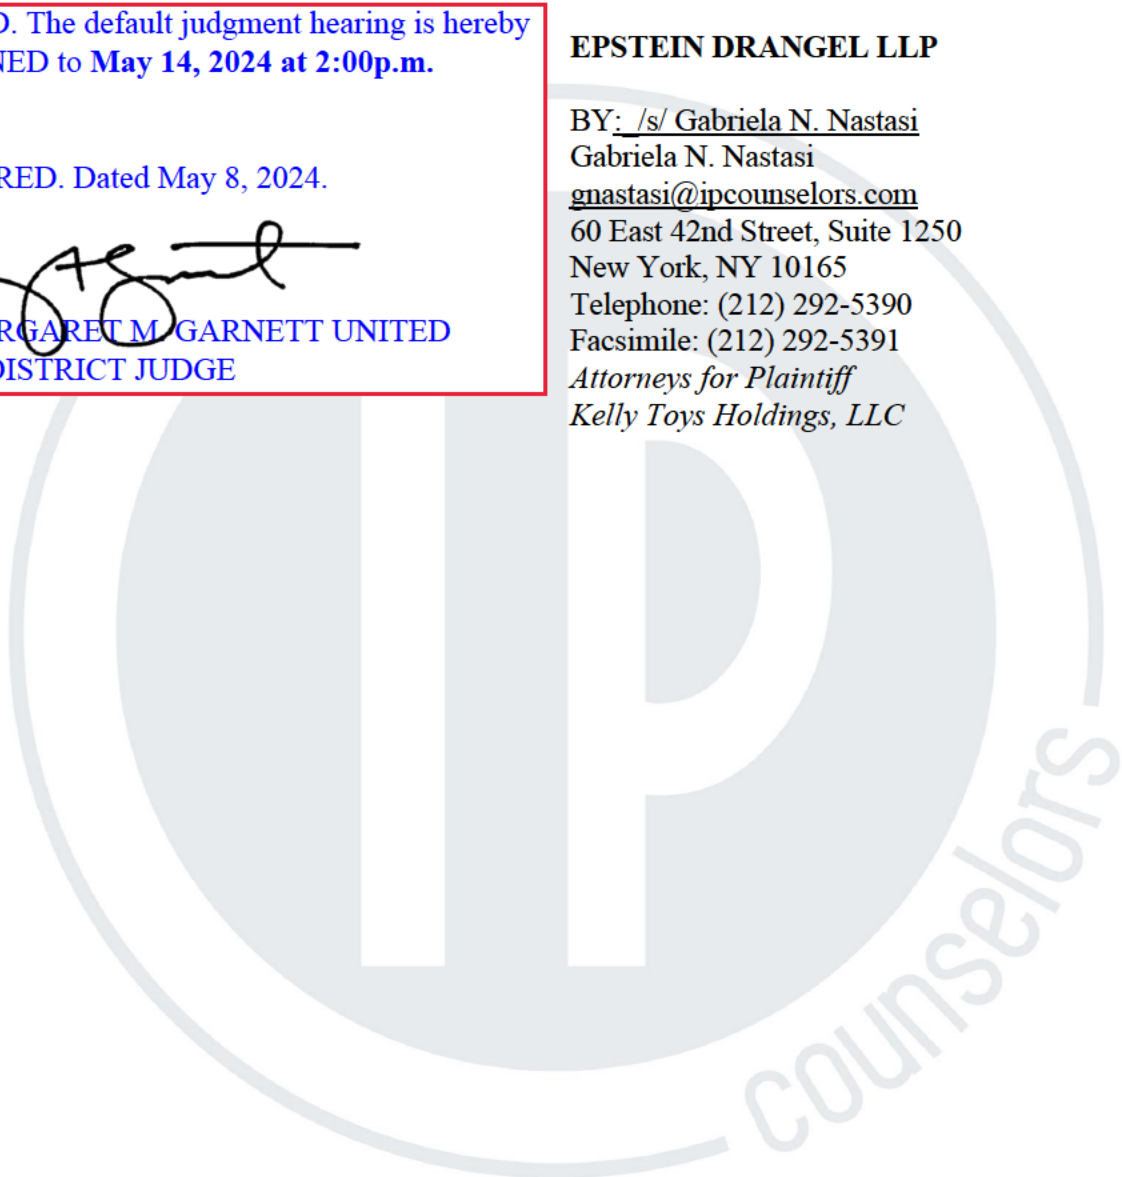 D. The default judgment hearing is hereby
NED to May 14, 2024 at 2:00p.m.
RED. Dated May 8, 2024.
RGARET M. GARNETT UNITED
DISTRICT JUDGE
EPSTEIN DRANGEL LLP
BY:_/s/ Gabriela N. Nastasi
Gabriela N. Nastasi
gnastasi@ipcounselors.com
60 East 42nd Street, Suite 1250
New York, NY 10165
Telephone: (212) 292-5390
Facsimile: (212) 292-5391
Attorneys for Plaintiff
Kelly Toys Holdings, LLC
IP
counselors